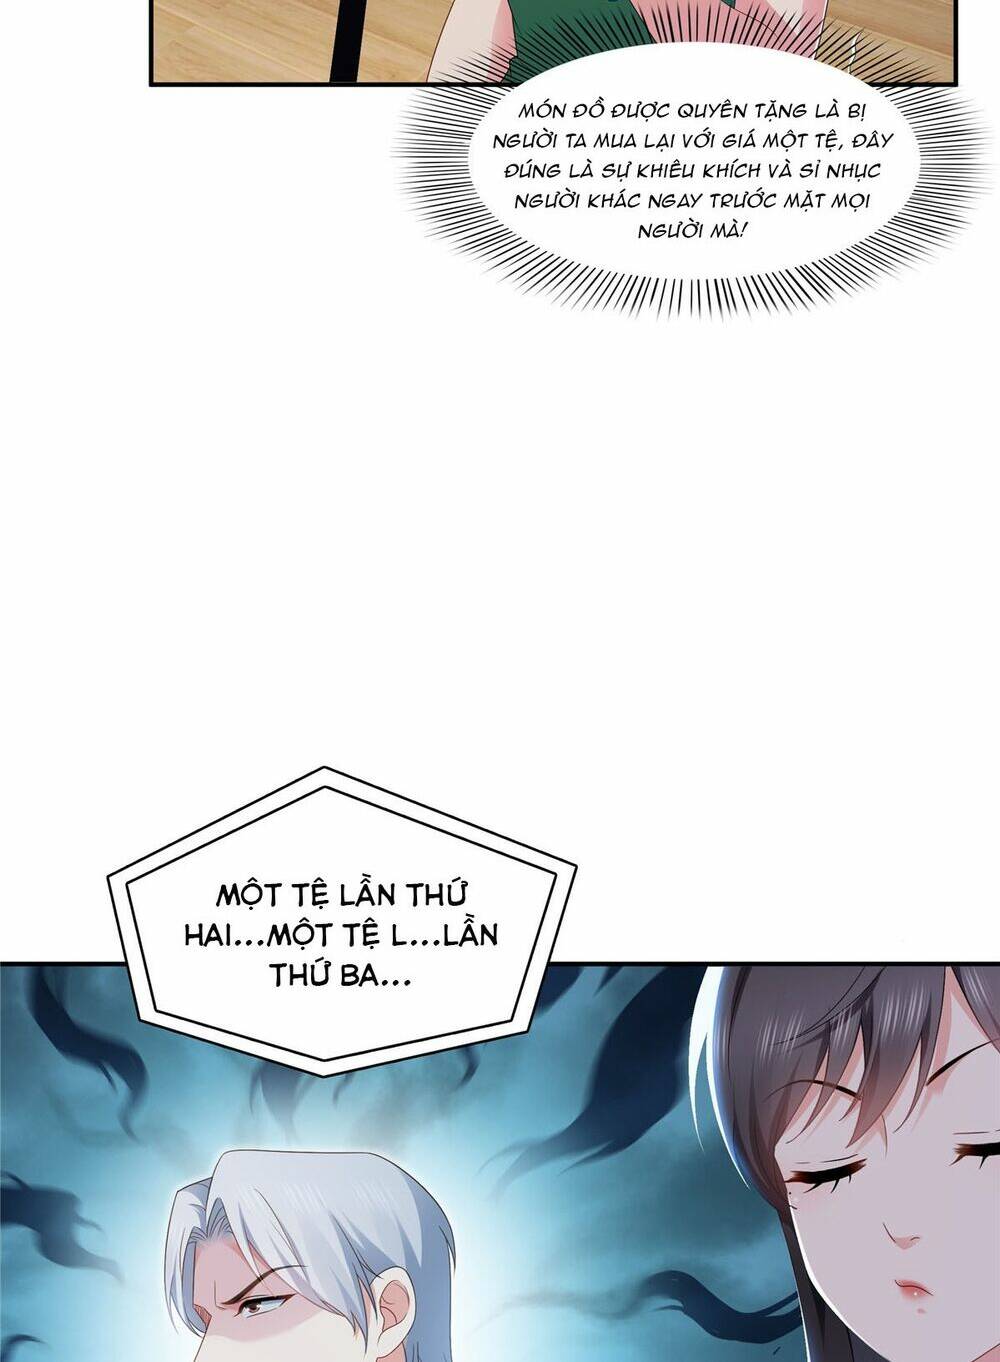 MÓN ĐỒ ĐƯỢC QUYÊN TẶNG LÀ BỊ
NGƯỜI TA MUA LẠI VỚI GIÁ MỘT TỆ, ĐÂY
ĐÚNG LÀ SỰ KHIÊU KHÍCH VÀ SỈ NHỤC
NGƯỜI KHÁC NGAY TRƯỚC MẶT MỌI
NGƯỜI MÀ!
MỘT TỆ LẦN THỨ
HAI...MỘT TỆ L...LẦN
THỨ BA...